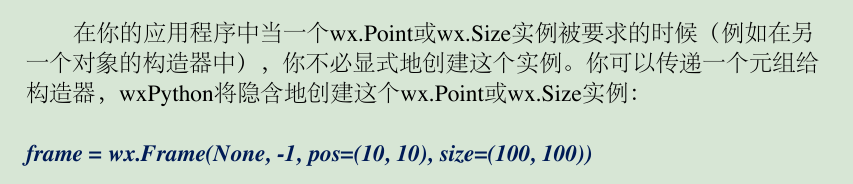 在你的应用程序中当一个wx.Point或wx.Size实例被要求的时候（例如在另
一个对象的构造器中），你不必显式地创建这个实例。你可以传递一个元组给
构造器，wxPython将隐含地创建这个wx.Point或wx.Size实例：
frame = wx.Frame(None, -1, pos=(10, 10), size=(100, 100))